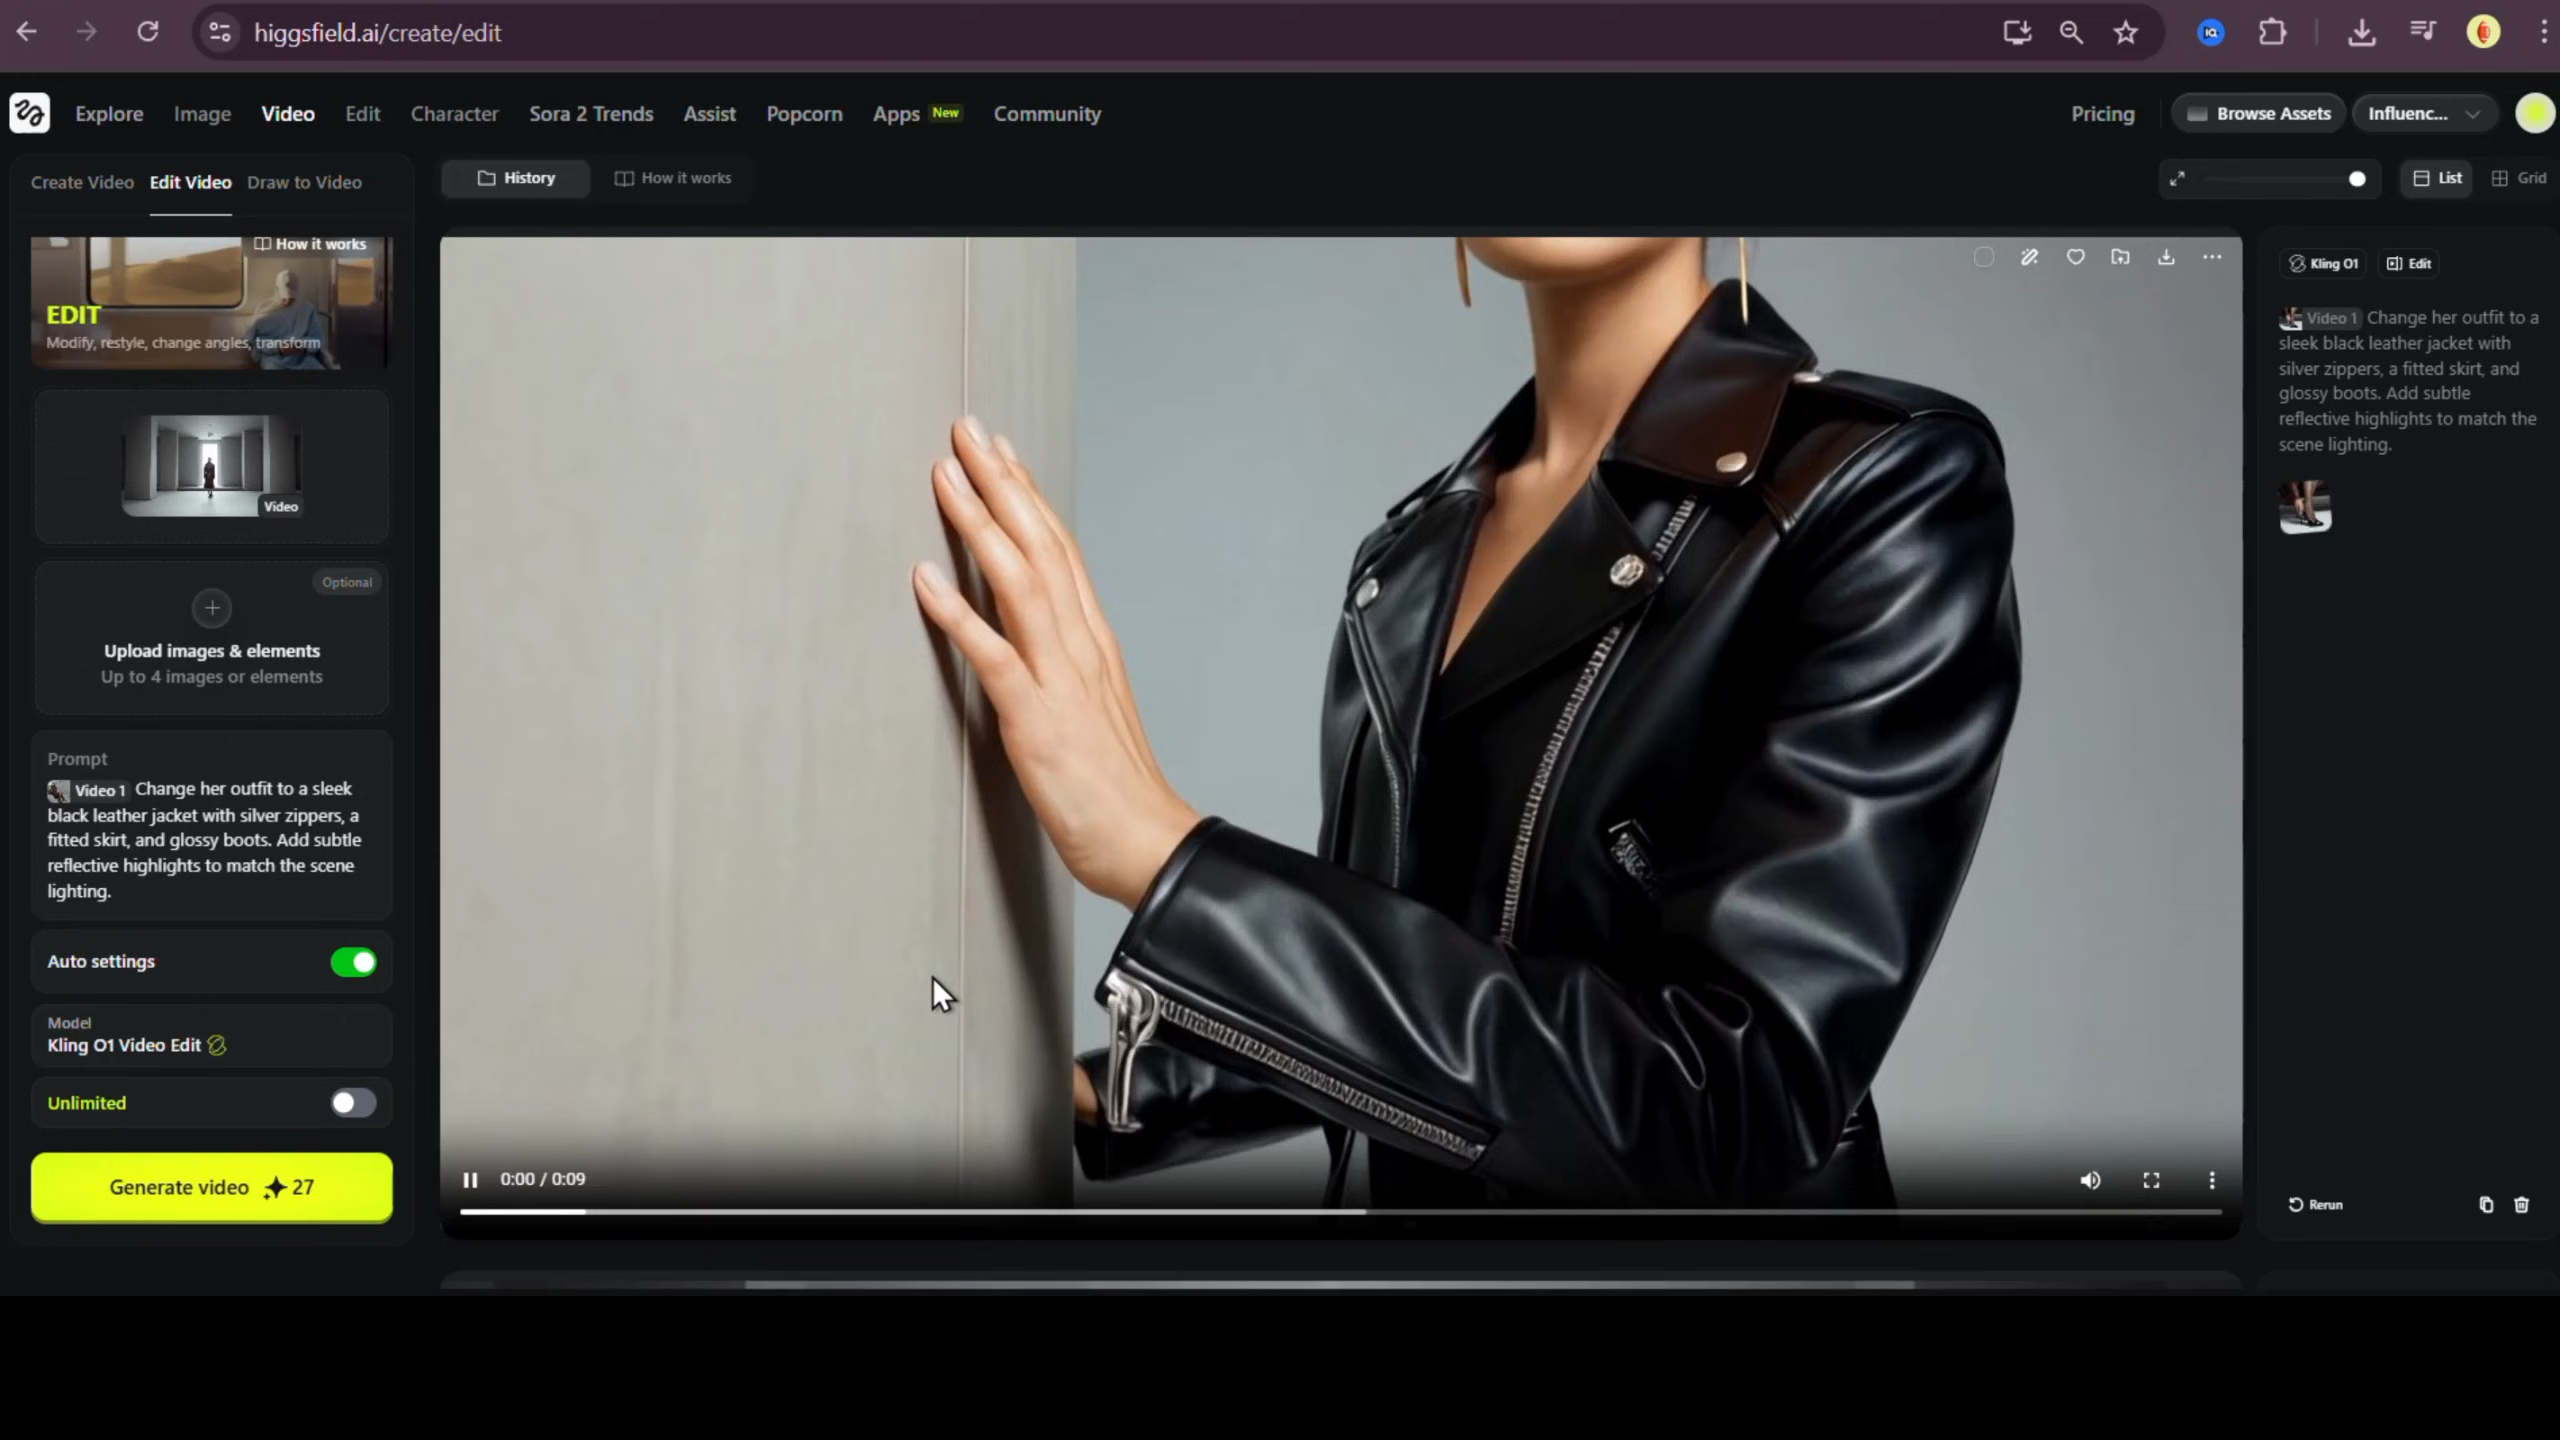 higgsfield.ai/create/edit
Explore Image Video Edit Character Sora 2 Trends Assist Popcorn Apps New Community
Pricing Browse Assets Influenc...
Create Video Edit Video Draw to Video
History How it works
List Grid
How it works
EDIT
Modify, restyle, change angles, transform
Video
Optional
Upload images & elements
Up to 4 images or elements
Prompt
Video 1 Change her outfit to a sleek
black leather jacket with silver zippers, a
fitted skirt, and glossy boots. Add subtle
reflective highlights to match the scene
lighting.
Auto settings
Model
Kling O1 Video Edit
Unlimited
Generate video 27
0:00 / 0:09
Kling O1 Edit
Video 1 Change her outfit to a
sleek black leather jacket with
silver zippers, a fitted skirt, and
glossy boots. Add subtle
reflective highlights to match the
scene lighting.
Rerun